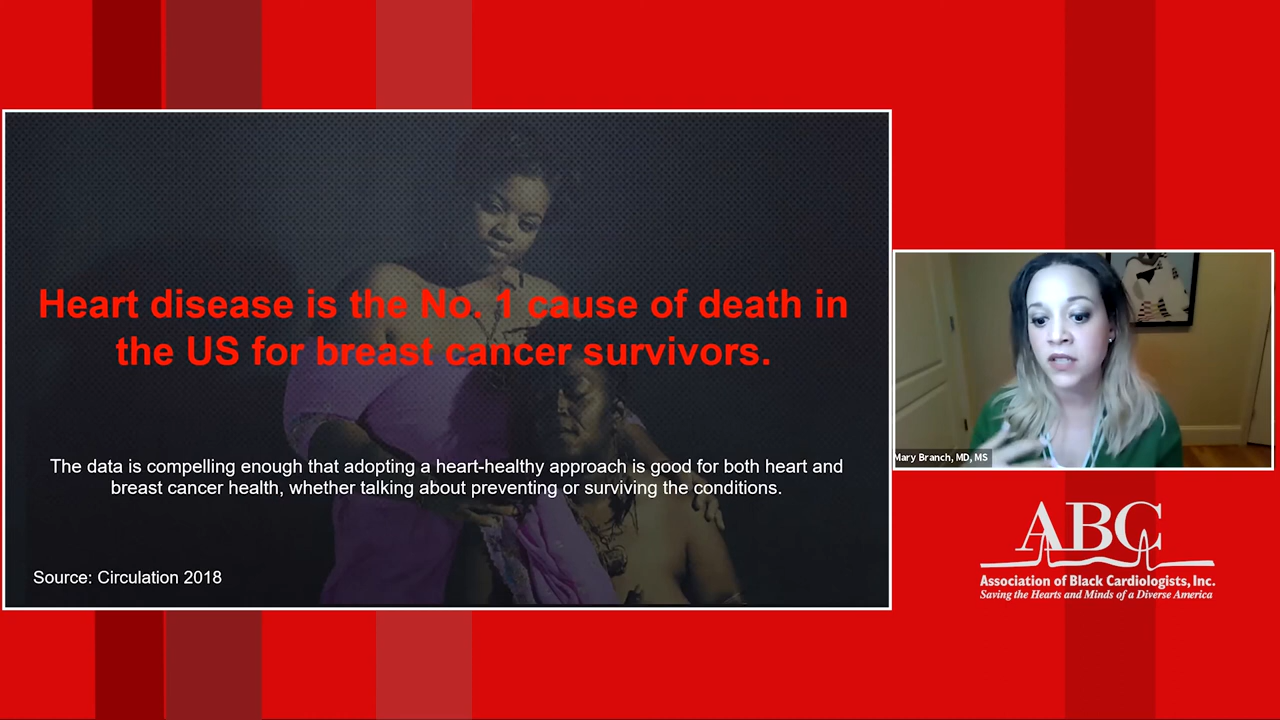 Heart disease is the No. 1 cause of death in
the US for breast cancer survivors.
The data is compelling enough that adopting a heart-healthy approach is good for both heart and
breast cancer health, whether talking about preventing or surviving the conditions.
Source: Circulation 2018
Mary Branch, MD, MS
ABC
Association of Black Cardiologists, Inc.
Saving the Hearts and Minds of a Diverse America